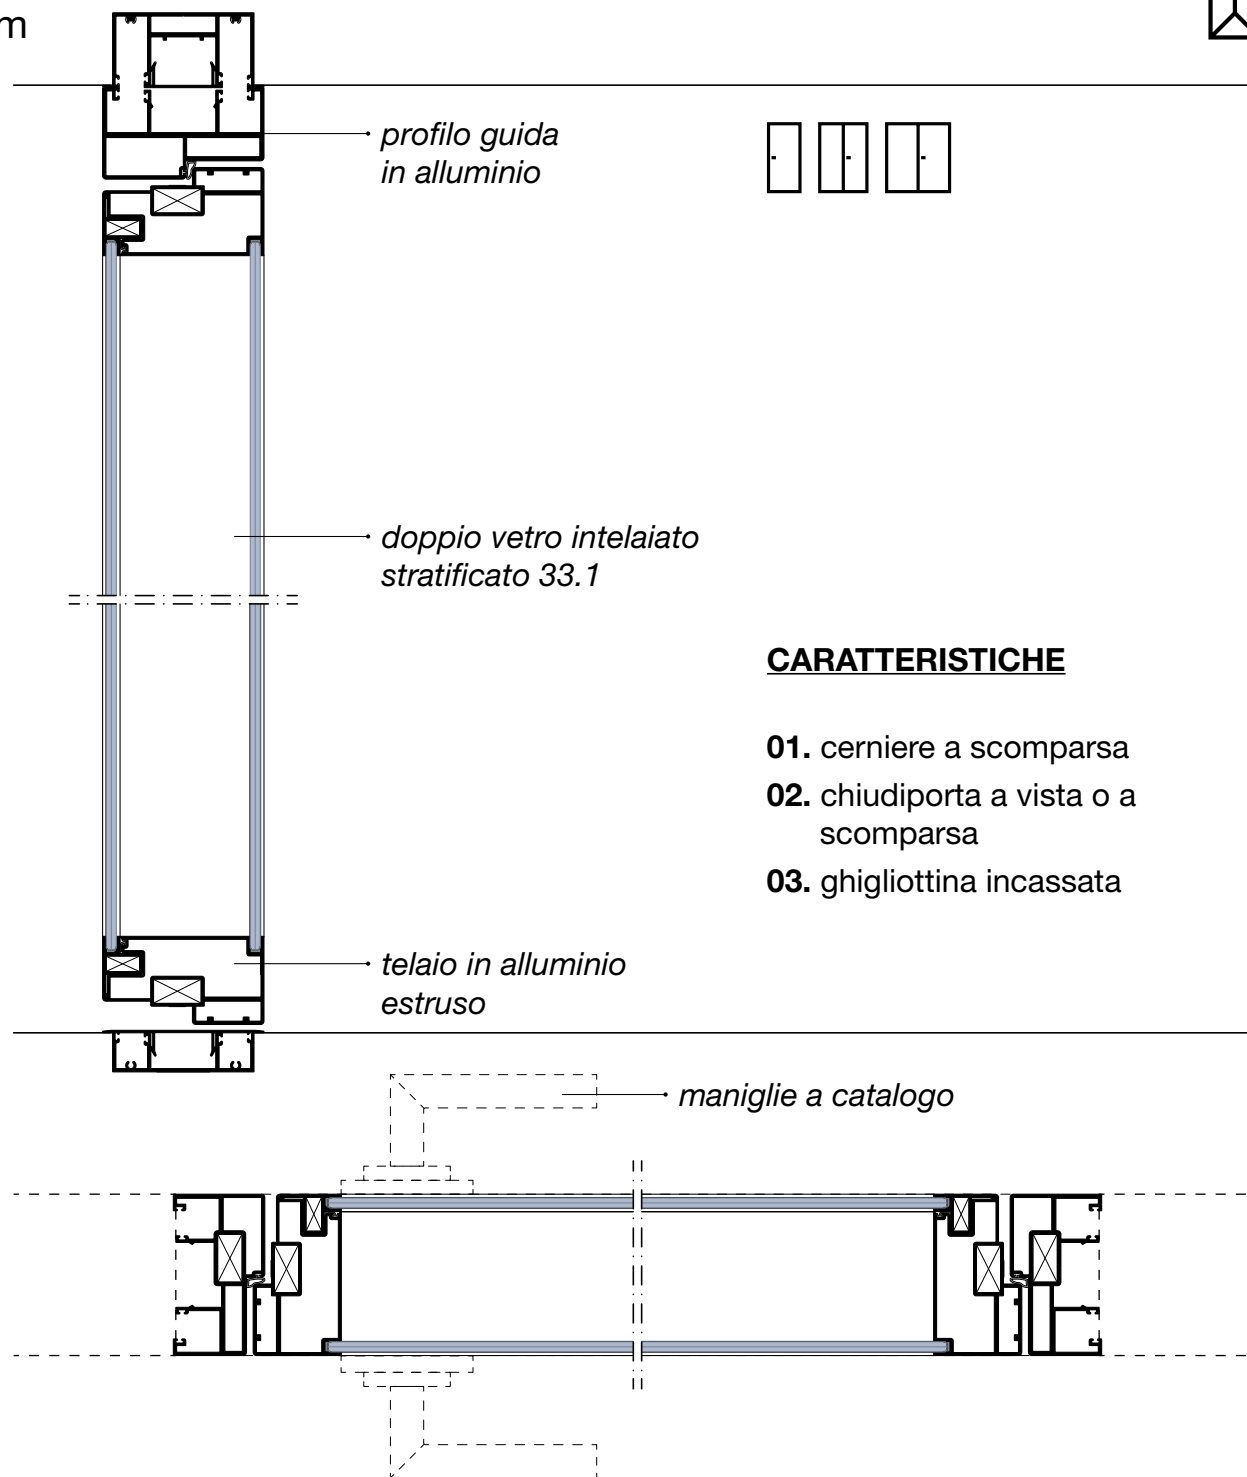 m
profilo guida
in alluminio
doppio vetro intelaiato
stratificato 33.1
CARATTERISTICHE
01. cerniere a scomparsa
02. chiudiporta a vista o a
scomparsa
03. ghigliottina incassata
telaio in alluminio
estruso
maniglie a catalogo